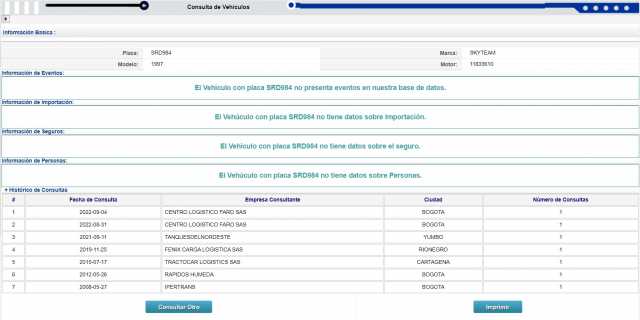 Consulta de Vehículos
Información Básica :
Placa: SRD984 Marca: SKYTEAM
Modelo: 1997 Motor: 11833610
Información de Eventos:
El Vehículo con placa SRD984 no presenta eventos en nuestra base de datos.
Información de Importación:
El Vehículo con placa SRD984 no tiene datos sobre Importación.
Información de Seguros:
El Vehículo con placa SRD984 no tiene datos sobre el seguro.
Información de Personas:
El Vehículo con placa SRD984 no tiene datos sobre Personas.
Histórico de Consultas
# Fecha de Consulta Empresa Consultante Ciudad Número de Consultas
1 2022-09-04 CENTRO LOGISTICO FARO SAS BOGOTA 1
2 2022-08-31 CENTRO LOGISTICO FARO SAS BOGOTA 1
3 2021-08-11 TANQUESDELNORDESTE YUMBO 1
4 2019-11-25 FENIX CARGA LOGISTICA SAS RIONEGRO 1
5 2015-07-17 TRACTOCAR LOGISTICS SAS CARTAGENA 1
6 2012-05-26 RAPIDOS HUMEDA BOGOTA 1
7 2008-05-27 IPERTRANS BOGOTA 1
Consultar Otro Imprimir